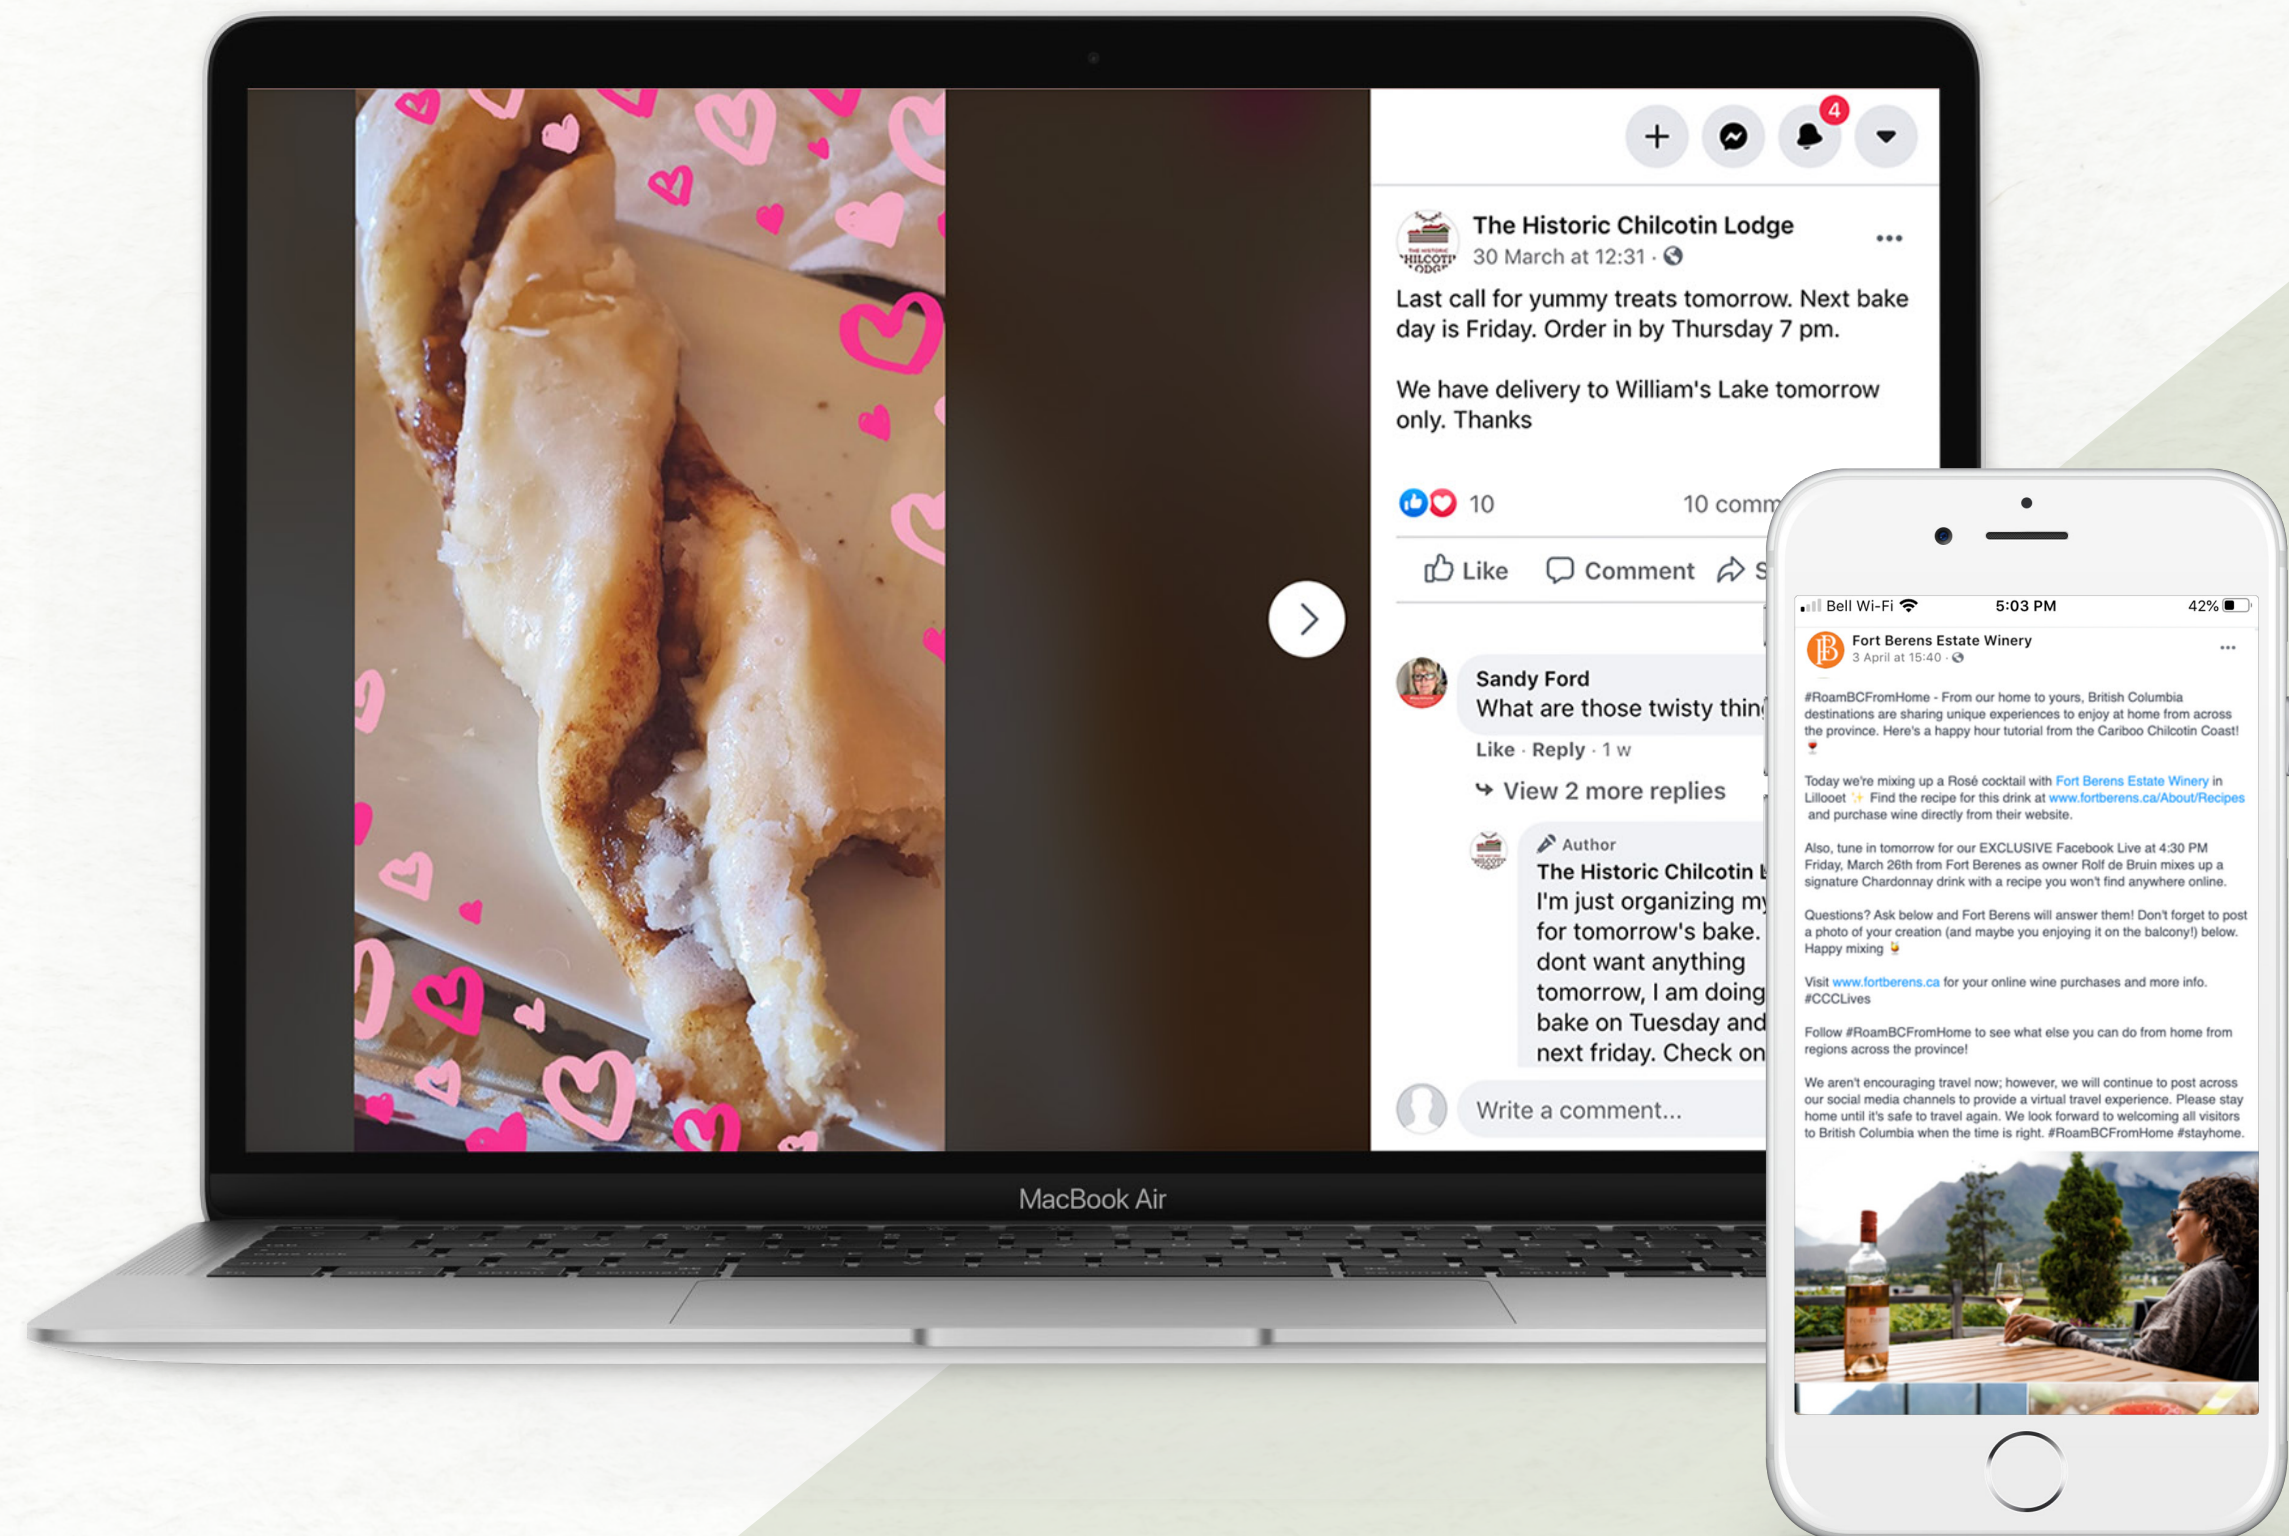 4
The Historic Chilcotin Lodge
30 March at 12:31 ·
Last call for yummy treats tomorrow. Next bake
day is Friday. Order in by Thursday 7 pm.
We have delivery to William's Lake tomorrow
only. Thanks
10
10 comm
Like Comment S
Sandy Ford
What are those twisty thing
Like · Reply · 1 w
View 2 more replies
Author
The Historic Chilcotin L
I'm just organizing my
for tomorrow's bake.
dont want anything
tomorrow, I am doing
bake on Tuesday and
next friday. Check on
Write a comment...
MacBook Air
Bell Wi-Fi 5:03 PM 42%
Fort Berens Estate Winery
3 April at 15:40 ·
#RoamBCFromHome - From our home to yours, British Columbia
destinations are sharing unique experiences to enjoy at home from across
the province. Here's a happy hour tutorial from the Cariboo Chilcotin Coast!
🍷
Today we're mixing up a Rosé cocktail with Fort Berens Estate Winery in
Lillooet ✨ Find the recipe for this drink at www.fortberens.ca/About/Recipes
and purchase wine directly from their website.
Also, tune in tomorrow for our EXCLUSIVE Facebook Live at 4:30 PM
Friday, March 26th from Fort Berenes as owner Rolf de Bruin mixes up a
signature Chardonnay drink with a recipe you won't find anywhere online.
Questions? Ask below and Fort Berens will answer them! Don't forget to post
a photo of your creation (and maybe you enjoying it on the balcony!) below.
Happy mixing 🍹
Visit www.fortberens.ca for your online wine purchases and more info.
#CCCLives
Follow #RoamBCFromHome to see what else you can do from home from
regions across the province!
We aren't encouraging travel now; however, we will continue to post across
our social media channels to provide a virtual travel experience. Please stay
home until it's safe to travel again. We look forward to welcoming all visitors
to British Columbia when the time is right. #RoamBCFromHome #stayhome.
FORT BERENS